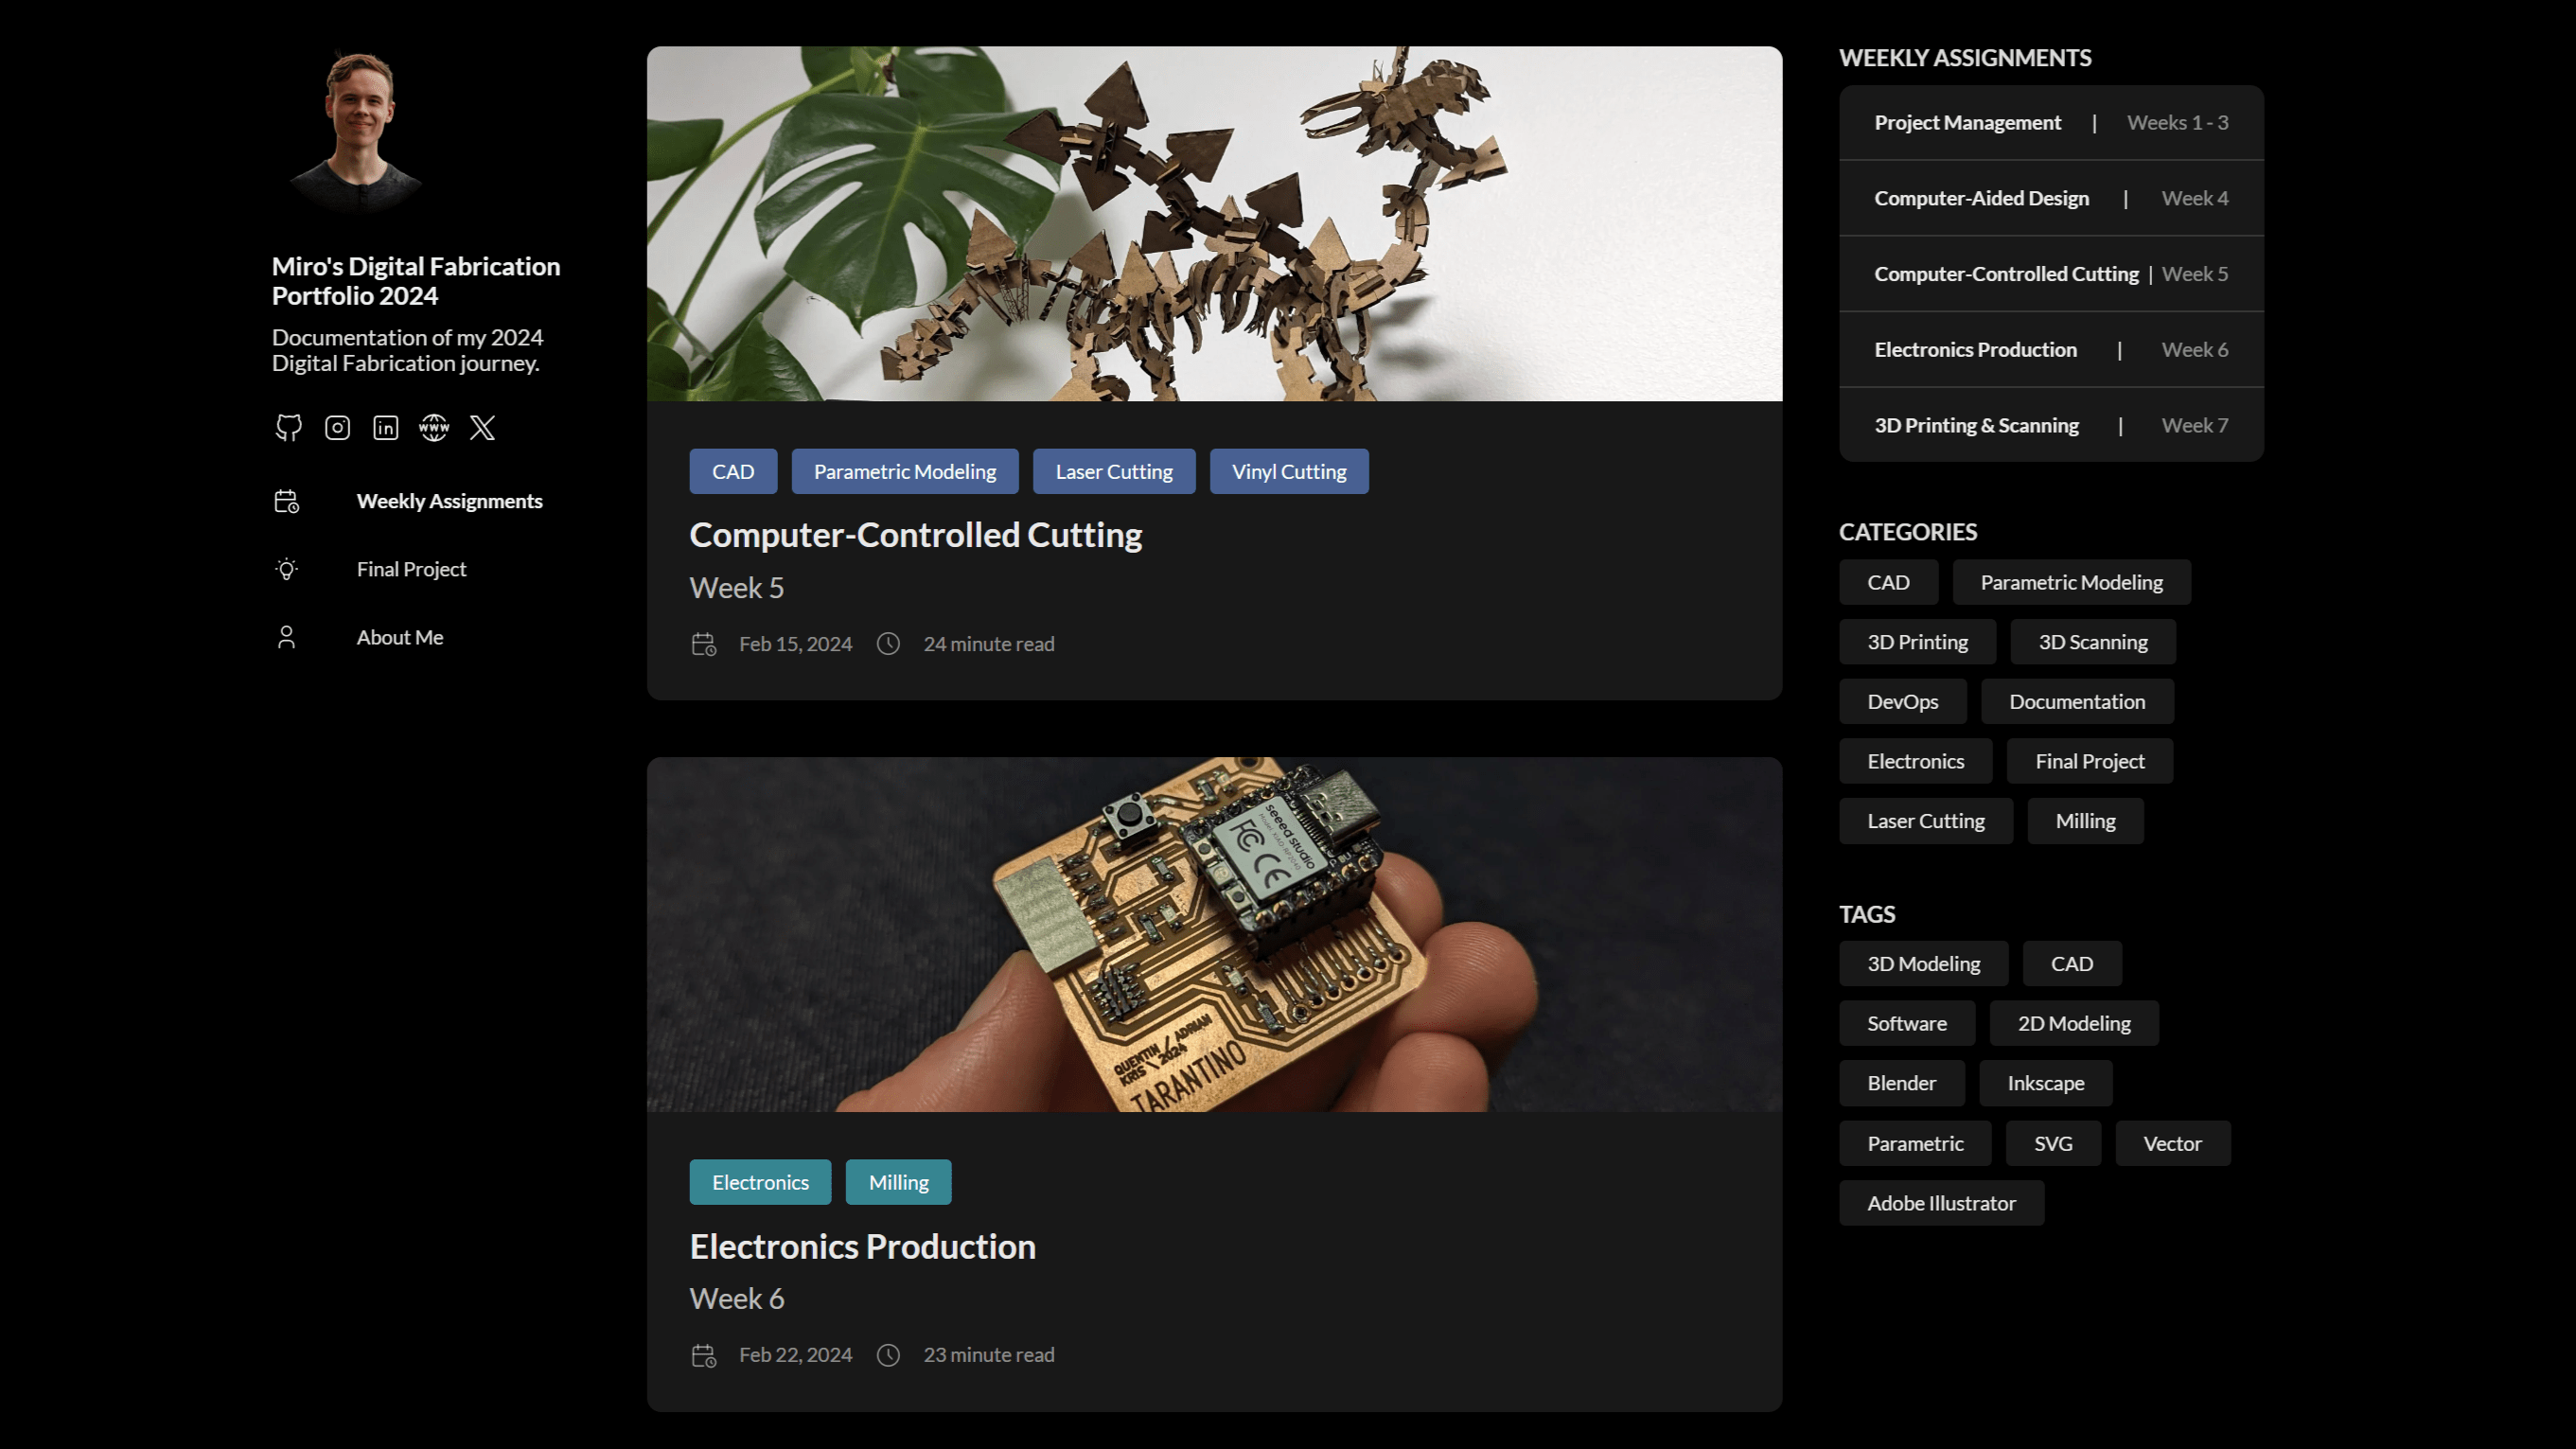 Miro's Digital Fabrication
Portfolio 2024
Documentation of my 2024
Digital Fabrication journey.
in
WWW
Weekly Assignments
Final Project
About Me
CAD
Parametric Modeling
Laser Cutting
Vinyl Cutting
Computer-Controlled Cutting
Week 5
Feb 15, 2024
24 minute read
seeed studio
FCC CE
QUENTIN / ADRIAN
KRIS \ 2024
TARANTINO
Electronics
Milling
Electronics Production
Week 6
Feb 22, 2024
23 minute read
WEEKLY ASSIGNMENTS
Project Management | Weeks 1 - 3
Computer-Aided Design | Week 4
Computer-Controlled Cutting | Week 5
Electronics Production | Week 6
3D Printing & Scanning | Week 7
CATEGORIES
CAD
Parametric Modeling
3D Printing
3D Scanning
DevOps
Documentation
Electronics
Final Project
Laser Cutting
Milling
TAGS
3D Modeling
CAD
Software
2D Modeling
Blender
Inkscape
Parametric
SVG
Vector
Adobe Illustrator